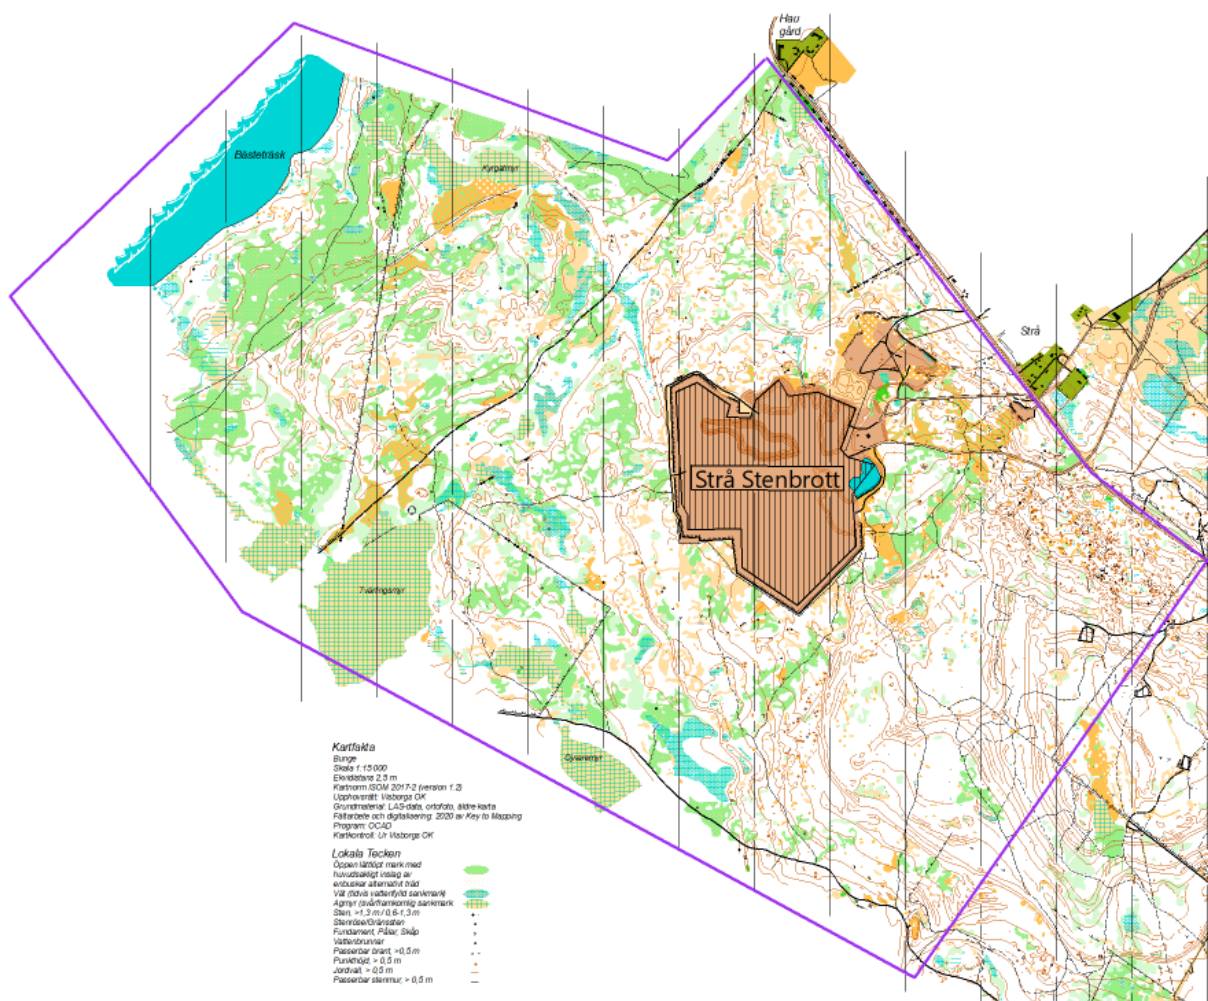 Hau
gård
Bästeträsk
Kyrgatmyr
Strå
Strå Stenbrott
Tväringsmyr
Kartfakta
Bunge
Skala 1:15 000
Ekvidistans 2,5 m
Kartnorm ISOM 2017-2 (version 1.2)
Upphovsrätt: Visborgs OK
Grundmaterial: LAS-data, ortofoto, äldre karta
Fältarbete och digitalisering: 2020 av Key to Mapping
Program: OCAD
Kartkontroll: Ur Visborgs OK
Lokala Tecken
Öppen lättlöpt mark med
huvudsakligt inslag av
enbuskar alternativt träd
Våt (tidvis vattenfylld sankmark)
Agmyr (svårframkomlig sankmark
Sten, >1,3 m / 0,6-1,3 m
Stenröse/Gränssten
Fundament, Pålar, Skåp
Vattenbrunnar
Passerbar brant, >0,5 m
Punkthöjd, > 0,5 m
Jordvall, > 0,5 m
Passerbar stenmur, > 0,5 m